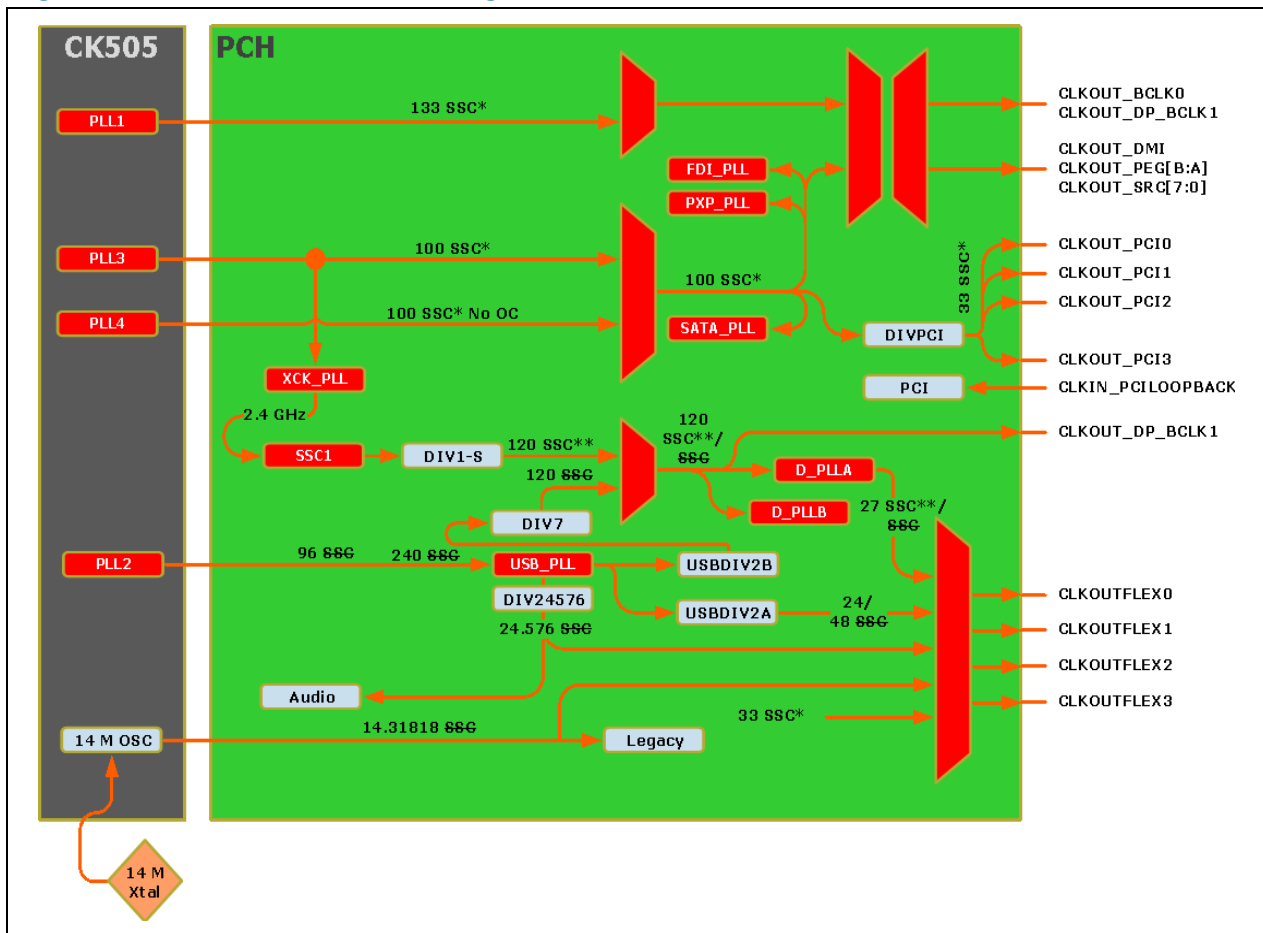 CK505
PCH
PLL1
133 SSC*
CLKOUT_BCLK0
CLKOUT_DP_BCLK1
CLKOUT_DMI
CLKOUT_PEG[B:A]
CLKOUT_SRC[7:0]
FDI_PLL
PXP_PLL
PLL3
100 SSC*
PLL4
100 SSC* No OC
100 SSC*
SATA_PLL
33 SSC*
DIVPCI
CLKOUT_PCI0
CLKOUT_PCI1
CLKOUT_PCI2
CLKOUT_PCI3
PCI
CLKIN_PCILOOPBACK
XCK_PLL
2.4 GHz
SSC1
DIV1-S
120 SSC**
120
SSC**/
SSC
CLKOUT_DP_BCLK1
120 SSC
D_PLLA
D_PLLB
27 SSC**/
SSC
DIV7
PLL2
96 SSC
240 SSC
USB_PLL
USBDIV2B
DIV24576
USBDIV2A
24/
48 SSC
24.576 SSC
CLKOUTFLEX0
CLKOUTFLEX1
CLKOUTFLEX2
CLKOUTFLEX3
Audio
33 SSC*
14 M OSC
14.31818 SSC
Legacy
14 M
Xtal